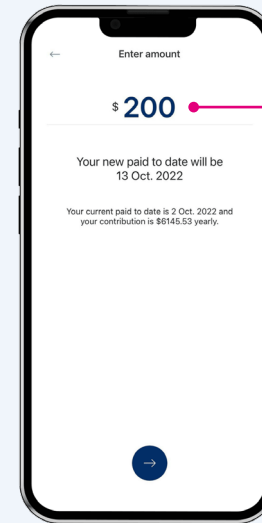 ← Enter amount
$ 200
Your new paid to date will be
13 Oct. 2022
Your current paid to date is 2 Oct. 2022 and
your contribution is $6145.53 yearly.
→